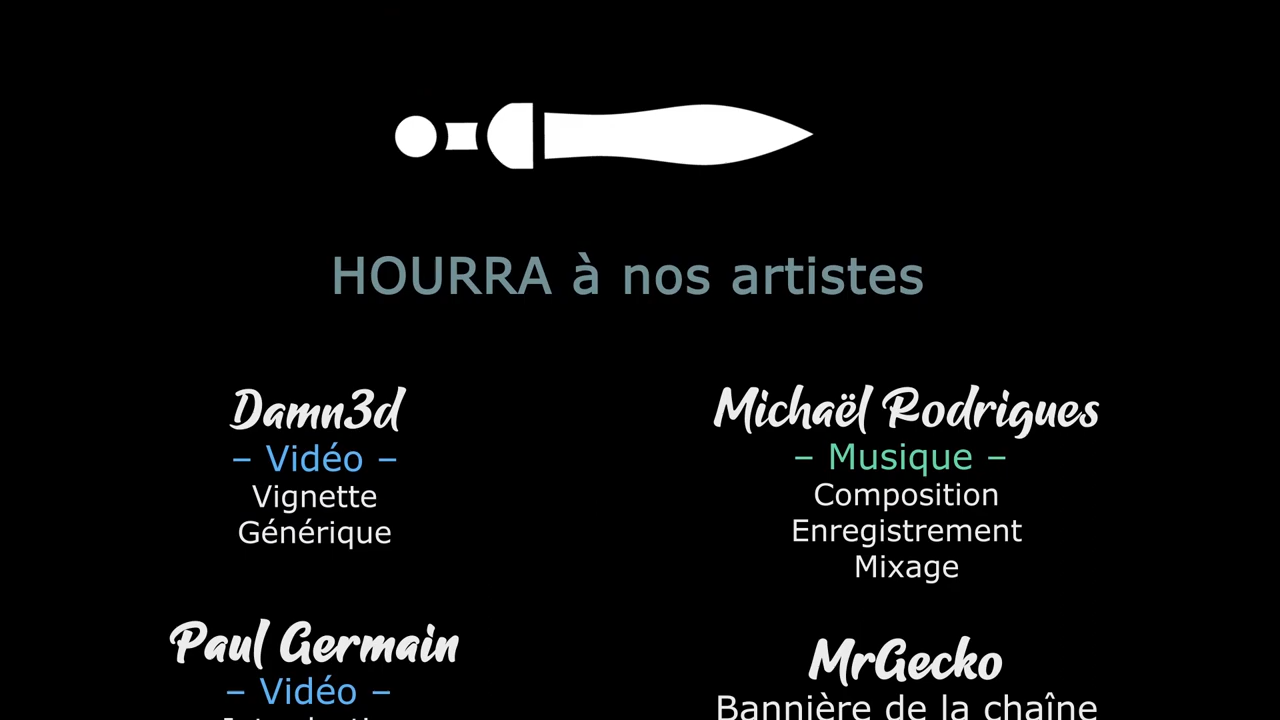 HOURRA à nos artistes
Damn3d
– Vidéo –
Vignette
Générique
Michaël Rodrigues
– Musique –
Composition
Enregistrement
Mixage
Paul Germain
– Vidéo –
MrGecko
Bannière de la chaîne